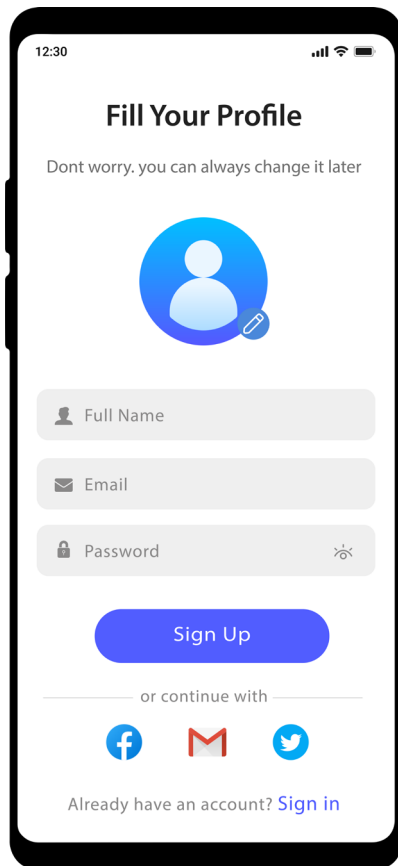 12:30
Fill Your Profile
Dont worry. you can always change it later
Full Name
Email
Password
Sign Up
or continue with
Already have an account? Sign in